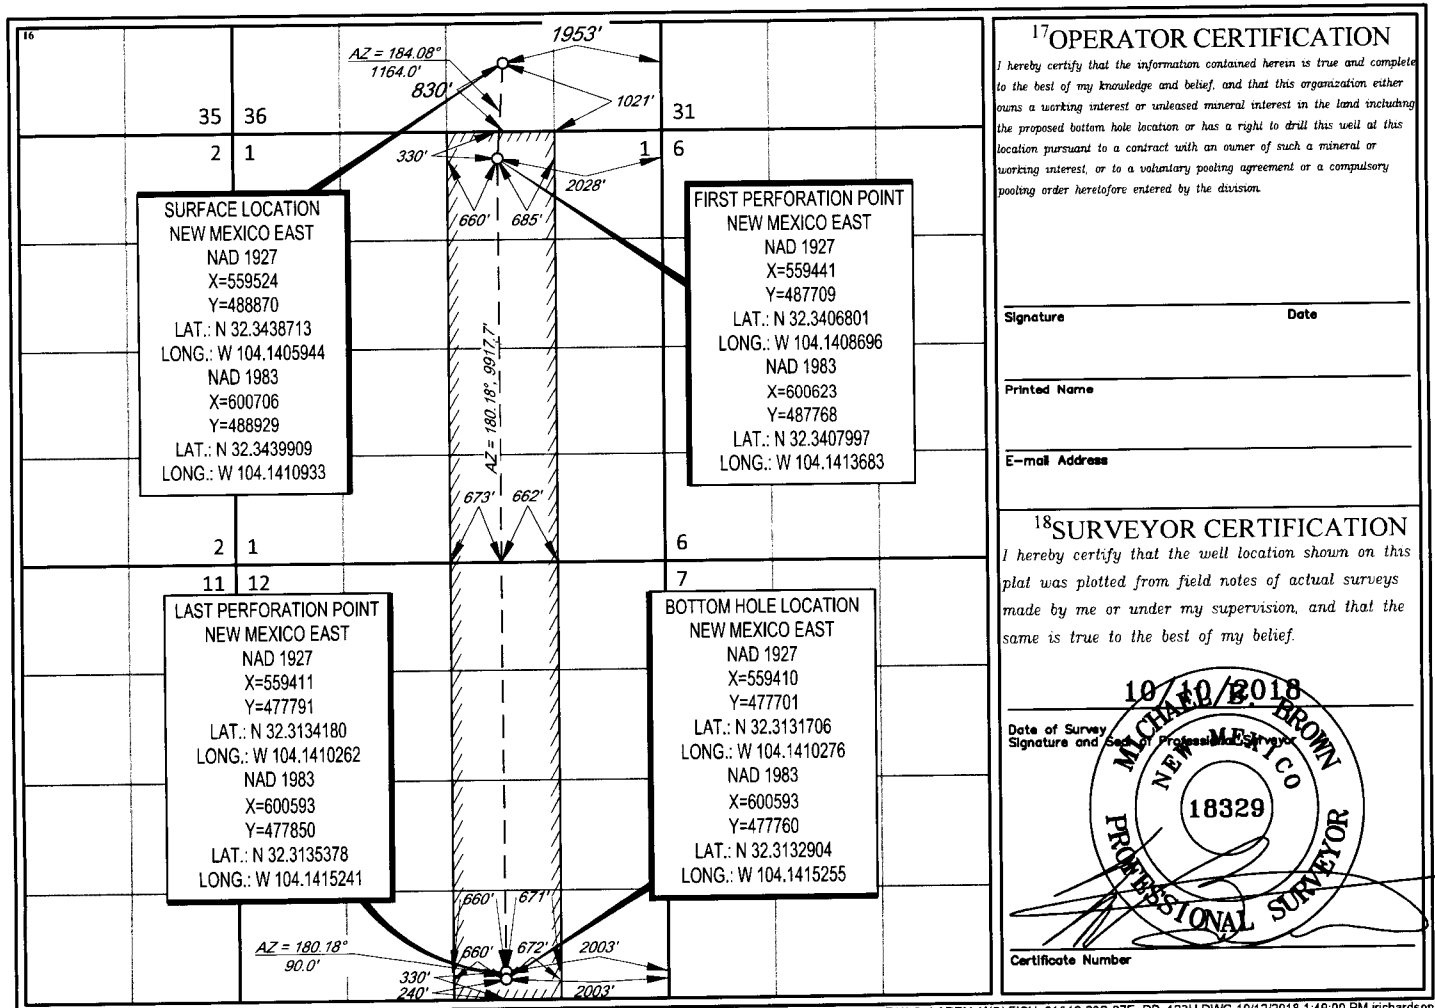 16
1953'
AZ = 184.08°
1164.0'
830'
1021'
35 36
31
2 1
1 6
330'
2028'
660' 685'
SURFACE LOCATION
NEW MEXICO EAST
NAD 1927
X=559524
Y=488870
LAT.: N 32.3438713
LONG.: W 104.1405944
NAD 1983
X=600706
Y=488929
LAT.: N 32.3439909
LONG.: W 104.1410933
FIRST PERFORATION POINT
NEW MEXICO EAST
NAD 1927
X=559441
Y=487709
LAT.: N 32.3406801
LONG.: W 104.1408696
NAD 1983
X=600623
Y=487768
LAT.: N 32.3407997
LONG.: W 104.1413683
AZ = 180.18°, 9917.7'
673' 662'
2 1
6
11 12
7
LAST PERFORATION POINT
NEW MEXICO EAST
NAD 1927
X=559411
Y=477791
LAT.: N 32.3134180
LONG.: W 104.1410262
NAD 1983
X=600593
Y=477850
LAT.: N 32.3135378
LONG.: W 104.1415241
BOTTOM HOLE LOCATION
NEW MEXICO EAST
NAD 1927
X=559410
Y=477701
LAT.: N 32.3131706
LONG.: W 104.1410276
NAD 1983
X=600593
Y=477760
LAT.: N 32.3132904
LONG.: W 104.1415255
660' 671'
AZ = 180.18°
90.0'
660' 672' 2003'
330'
240'
2003'
17 OPERATOR CERTIFICATION
I hereby certify that the information contained herein is true and complete
to the best of my knowledge and belief, and that this organization either
owns a working interest or unleased mineral interest in the land including
the proposed bottom hole location or has a right to drill this well at this
location pursuant to a contract with an owner of such a mineral or
working interest, or to a voluntary pooling agreement or a compulsory
pooling order heretofore entered by the division.
Signature Date
Printed Name
E-mail Address
18 SURVEYOR CERTIFICATION
I hereby certify that the well location shown on this
plat was plotted from field notes of actual surveys
made by me or under my supervision, and that the
same is true to the best of my belief.
10/10/2018
Date of Survey
Signature and Seal of Professional Surveyor
MICHAEL B. BROWN
NEW MEXICO
18329
PROFESSIONAL SURVEYOR
Certificate Number
10/12/2018 1:49:00 PM jrichardson